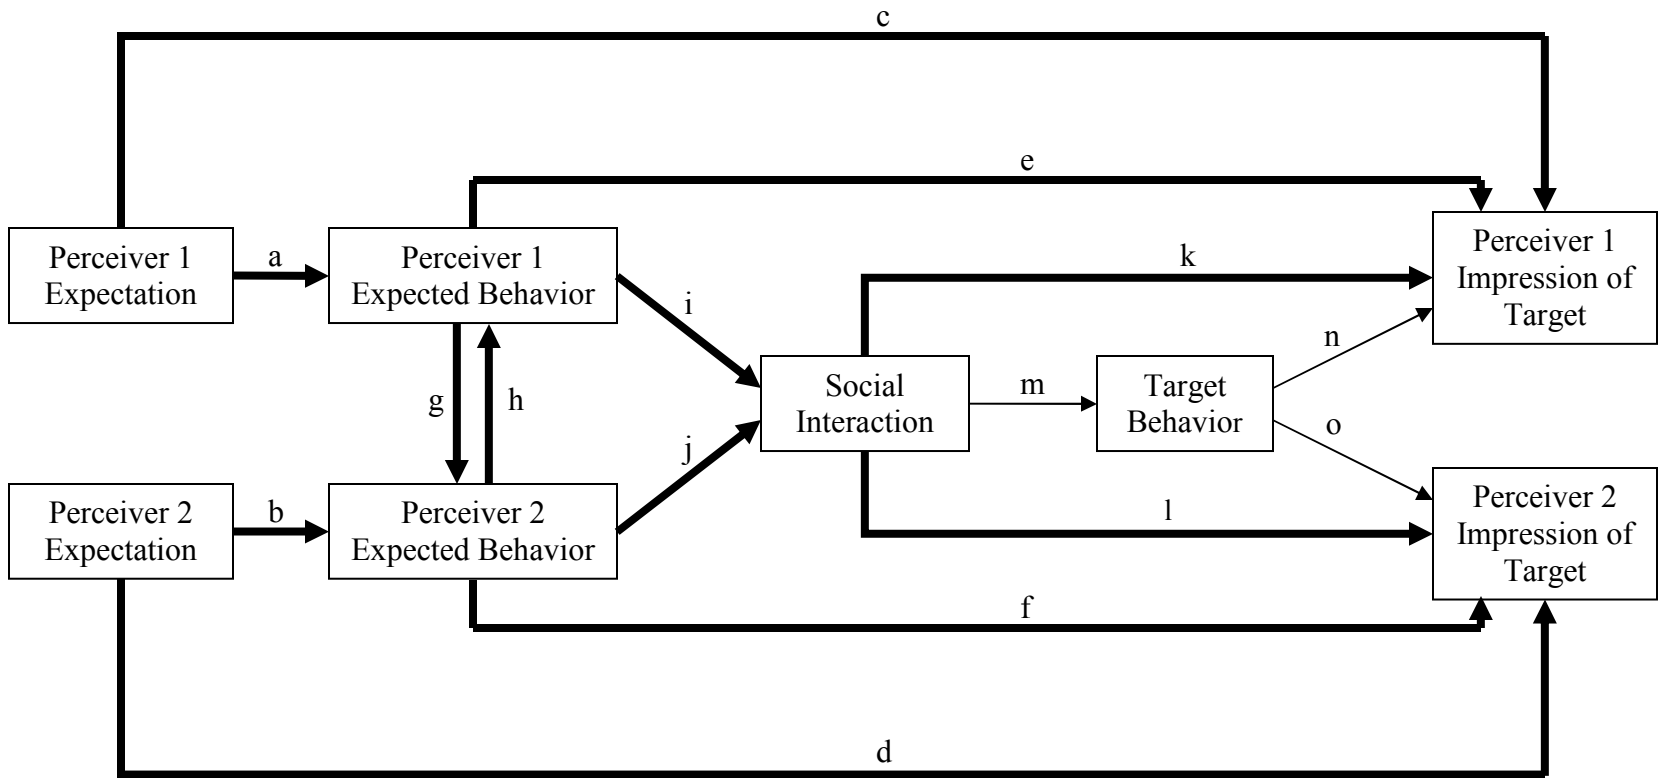 c
e
Perceiver 1
Expectation
a
Perceiver 1
Expected Behavior
k
Perceiver 1
Impression of
Target
i
n
g
h
Social
Interaction
m
Target
Behavior
j
o
Perceiver 2
Expectation
b
Perceiver 2
Expected Behavior
l
Perceiver 2
Impression of
Target
f
d